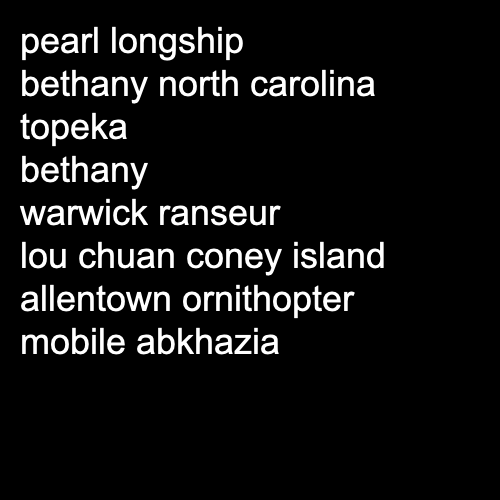 pearl longship
bethany north carolina
topeka
bethany
warwick ranseur
lou chuan coney island
allentown ornithopter
mobile abkhazia